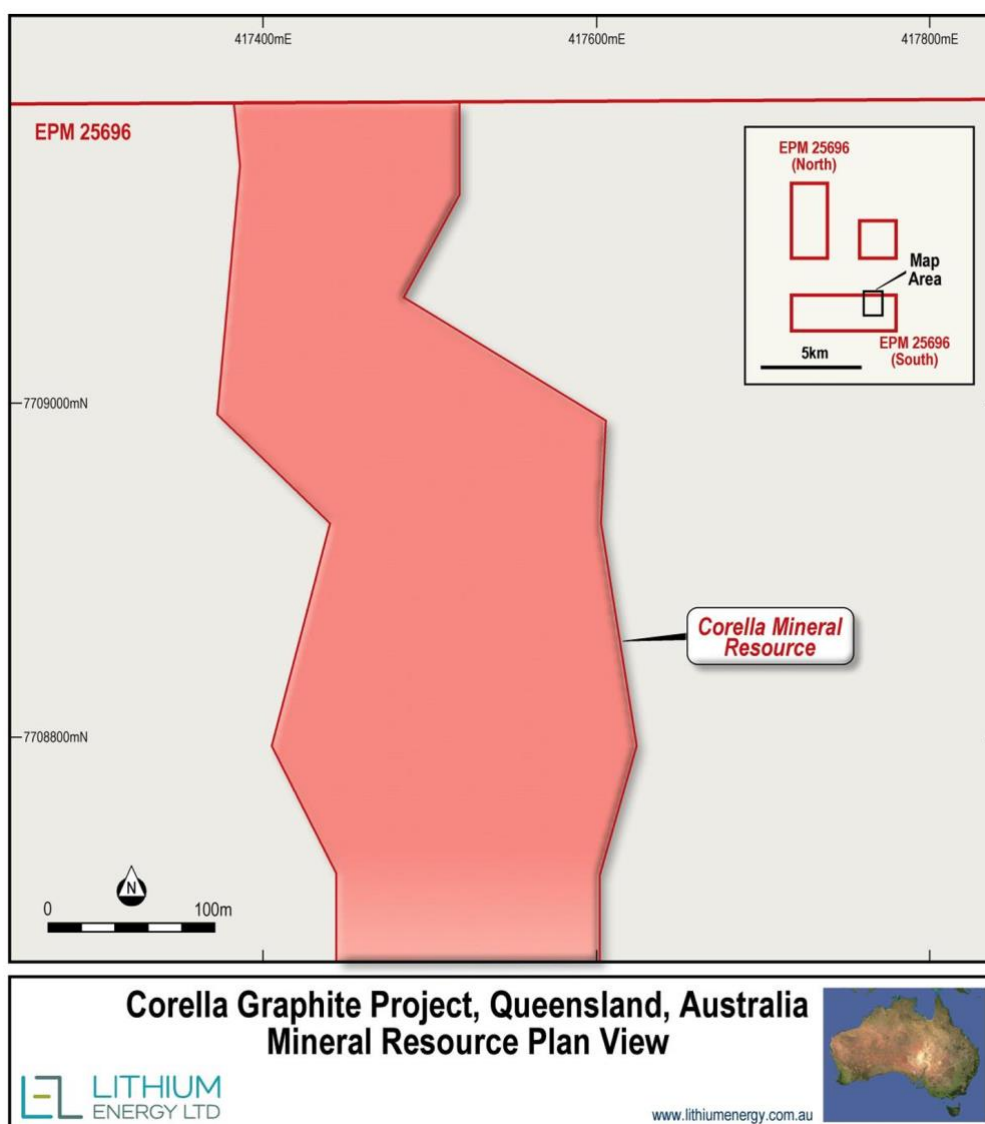 417400mE
417600mE
417800mE
EPM 25696
EPM 25696
(North)
Map
Area
EPM 25696
(South)
5km
7709000mN
Corella Mineral
Resource
7708800mN
N
0
100m
Corella Graphite Project, Queensland, Australia
Mineral Resource Plan View
LITHIUM
ENERGY LTD
www.lithiumenergy.com.au